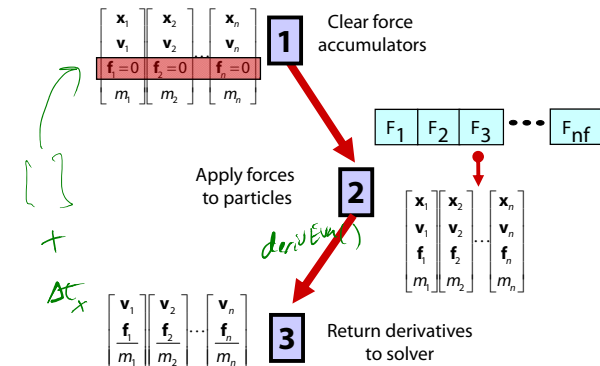 x₁ x₂ xₙ
v₁ v₂ ... vₙ
f₁=0 f₂=0 fₙ=0
m₁ m₂ mₙ
1
Clear force
accumulators
F₁ F₂ F₃ ••• Fnf
Apply forces
to particles
2
x₁ x₂ xₙ
v₁ v₂ vₙ
f₁ f₂ ... fₙ
m₁ m₂ mₙ
[ ]
+
Δt x
derivEval()
v₁ v₂ vₙ
f₁ f₂ ... fₙ
m₁ m₂ mₙ
3
Return derivatives
to solver